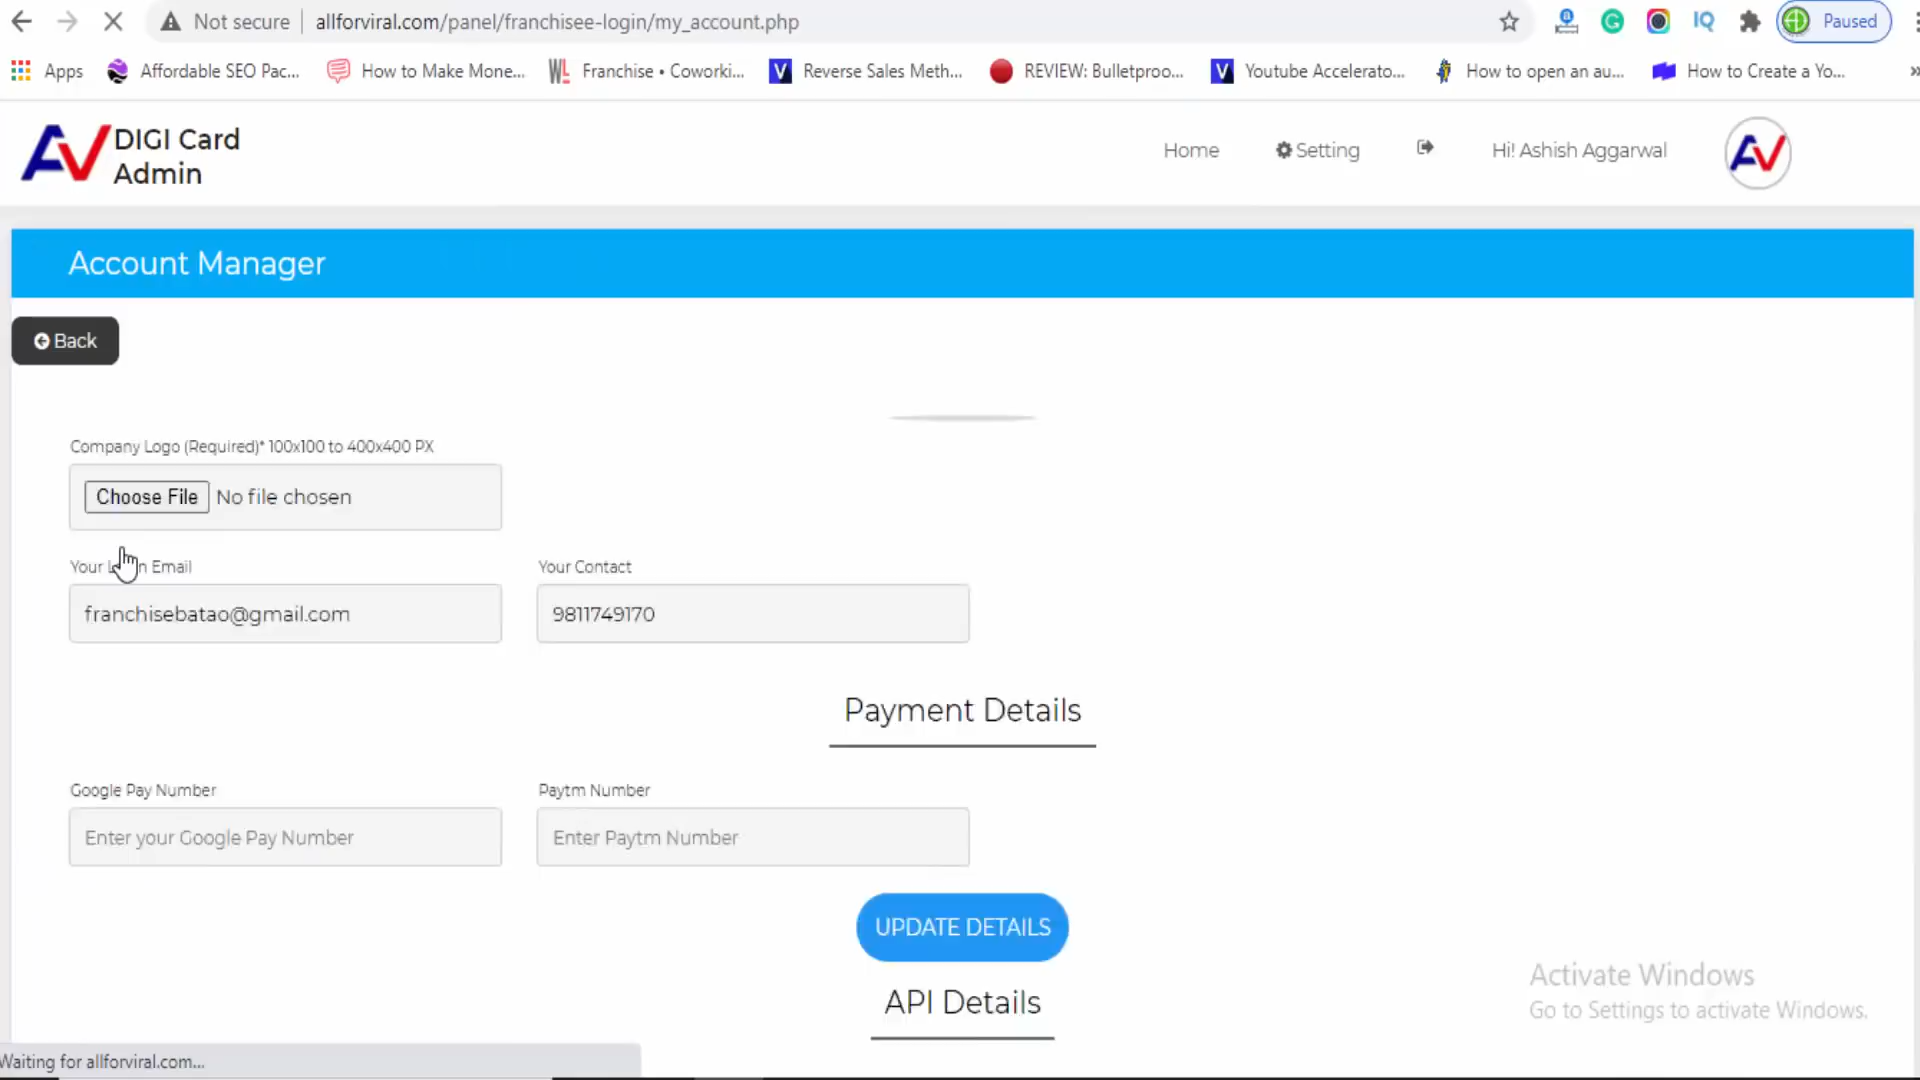 Not secure allforviral.com/panel/franchisee-login/my_account.php Paused
Apps Affordable SEO Pac... How to Make Mone... Franchise • Coworki... Reverse Sales Meth... REVIEW: Bulletproo... Youtube Accelerato... How to open an au... How to Create a Yo... »
AV DIGI Card
Admin
Home Setting Hi! Ashish Aggarwal AV
Account Manager
Back
Company Logo (Required)* 100x100 to 400x400 PX
Choose File No file chosen
Your Email Your Contact
franchisebatao@gmail.com 9811749170
Payment Details
Google Pay Number Paytm Number
Enter your Google Pay Number Enter Paytm Number
UPDATE DETAILS
API Details
Activate Windows
Go to Settings to activate Windows.
Waiting for allforviral.com...